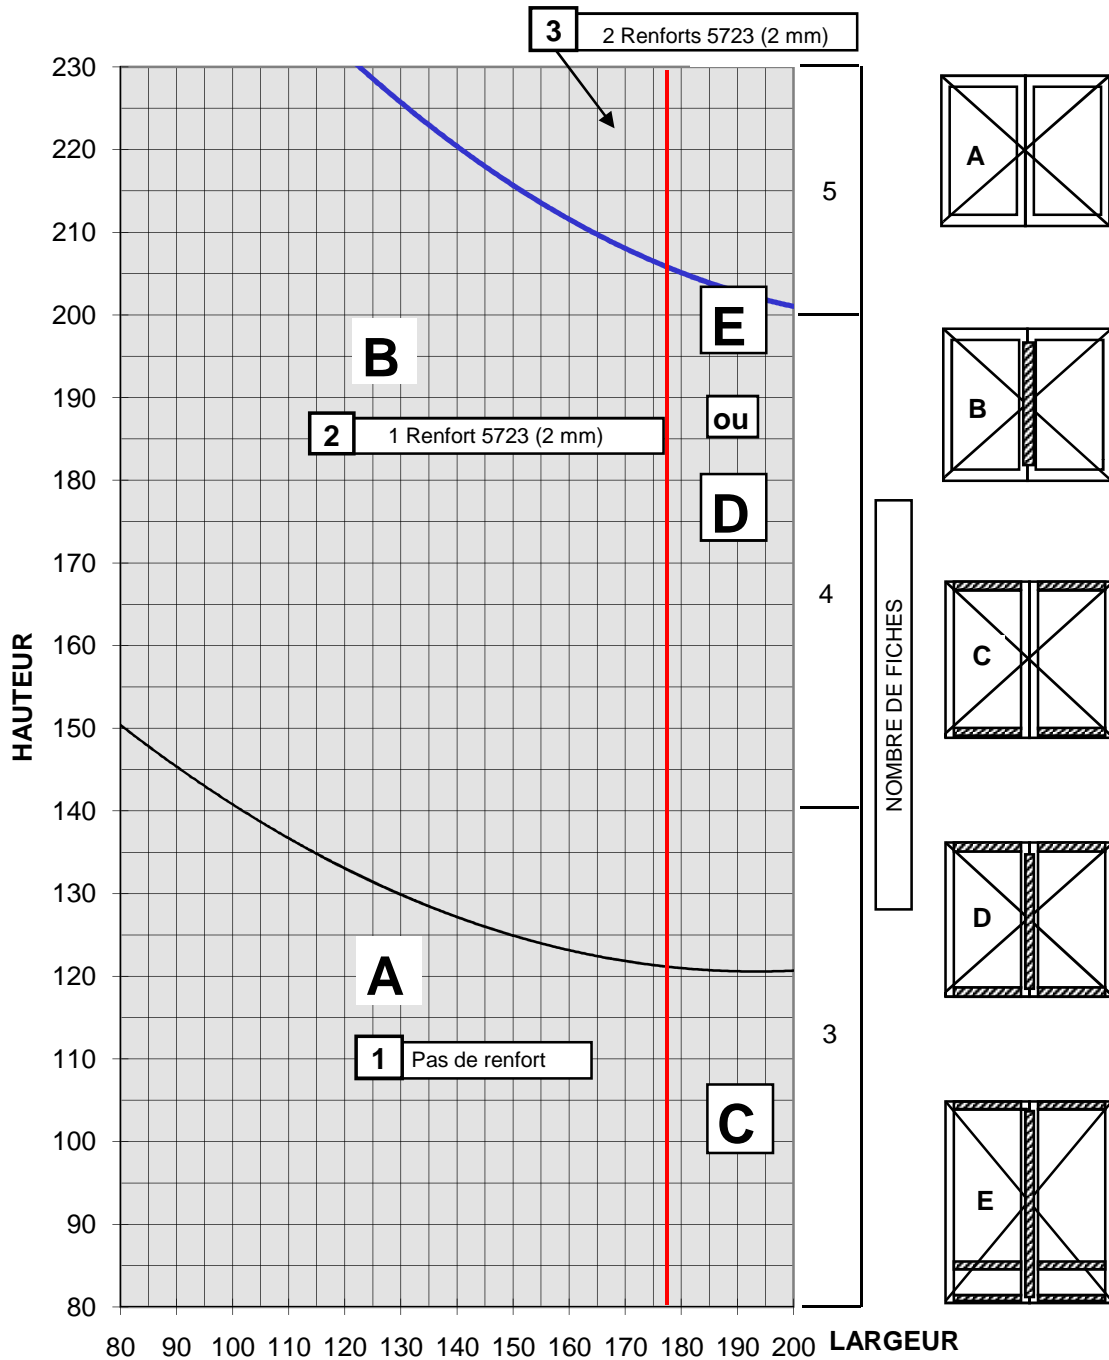 3 2 Renforts 5723 (2 mm)
230
220
210
200
190
180
170
160
150
140
130
120
110
100
90
80
HAUTEUR
80 90 100 110 120 130 140 150 160 170 180 190 200
LARGEUR
B
2 1 Renfort 5723 (2 mm)
E
ou
D
A
1 Pas de renfort
C
5
4
3
NOMBRE DE FICHES
A
B
C
D
E